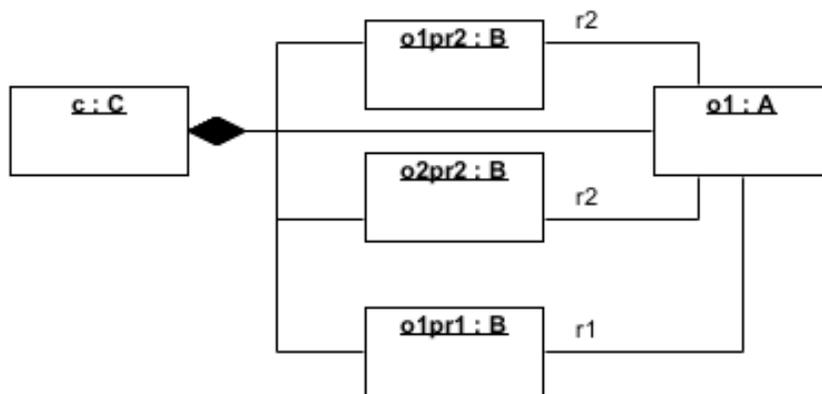 o1pr2 : B
r2
c : C
o1 : A
o2pr2 : B
r2
o1pr1 : B
r1